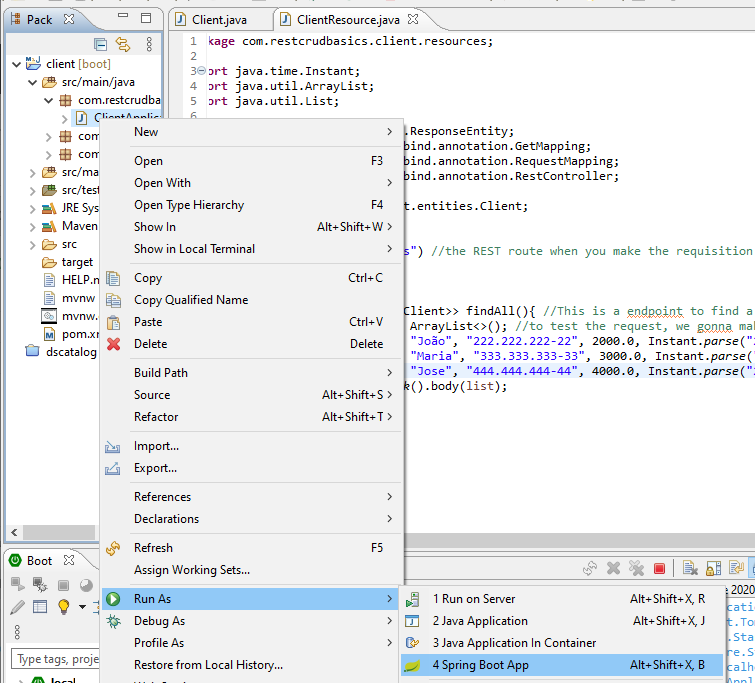 Pack
Client.java
ClientResource.java
client [boot]
src/main/java
com.restcrudba
ClientApplic
com
com
src/ma
src/test
JRE Sys
Maven
src
target
HELP.m
mvnw
mvnw.
pom.xm
dscatalog
1 kage com.restcrudbasics.client.resources;
2
3 ort java.time.Instant;
4 ort java.util.ArrayList;
5 ort java.util.List;
6
.ResponseEntity;
bind.annotation.GetMapping;
bind.annotation.RequestMapping;
bind.annotation.RestController;
t.entities.Client;
s") //the REST route when you make the requisition
Client>> findAll(){ //This is a endpoint to find a
ArrayList<>(); //to test the request, we gonna mak
"João", "222.222.222-22", 2000.0, Instant.parse("
"Maria", "333.333.333-33", 3000.0, Instant.parse("
"Jose", "444.444.444-44", 4000.0, Instant.parse("
k().body(list);
New
Open F3
Open With
Open Type Hierarchy F4
Show In Alt+Shift+W
Show in Local Terminal
Copy Ctrl+C
Copy Qualified Name
Paste Ctrl+V
Delete Delete
Build Path
Source Alt+Shift+S
Refactor Alt+Shift+T
Import...
Export...
References
Declarations
Refresh F5
Assign Working Sets...
Run As
Debug As
Profile As
Restore from Local History...
1 Run on Server Alt+Shift+X, R
2 Java Application Alt+Shift+X, J
3 Java Application In Container
4 Spring Boot App Alt+Shift+X, B
Boot
Type tags, proje
local
e 2020
catio
t.Tom
.Sta
re.S
calho
Appl